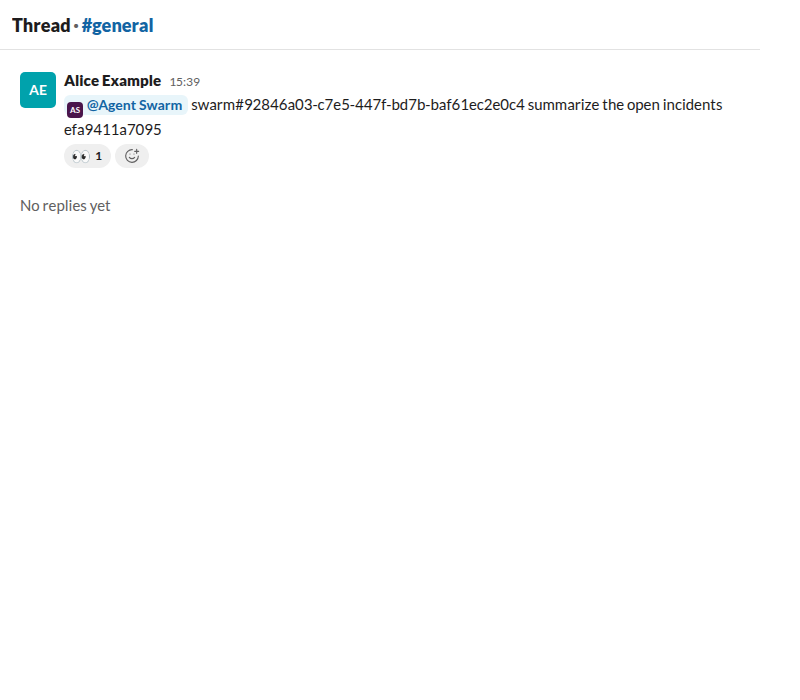 Thread • #general
AE
Alice Example 15:39
AS @Agent Swarm swarm#92846a03-c7e5-447f-bd7b-baf61ec2e0c4 summarize the open incidents
efa9411a7095
👀 1
No replies yet